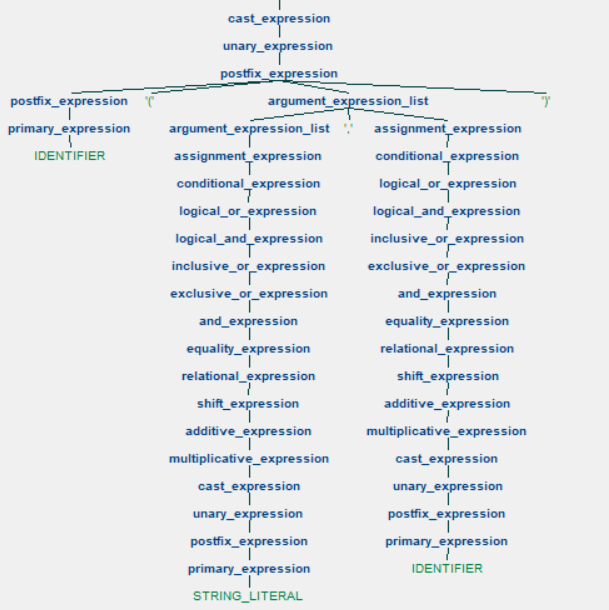 cast_expression
unary_expression
postfix_expression
postfix_expression '(' argument_expression_list ')'
primary_expression argument_expression_list ',' assignment_expression
IDENTIFIER assignment_expression conditional_expression
conditional_expression logical_or_expression
logical_or_expression logical_and_expression
logical_and_expression inclusive_or_expression
inclusive_or_expression exclusive_or_expression
exclusive_or_expression and_expression
and_expression equality_expression
equality_expression relational_expression
relational_expression shift_expression
shift_expression additive_expression
additive_expression multiplicative_expression
multiplicative_expression cast_expression
cast_expression unary_expression
unary_expression postfix_expression
postfix_expression primary_expression
primary_expression IDENTIFIER
STRING_LITERAL